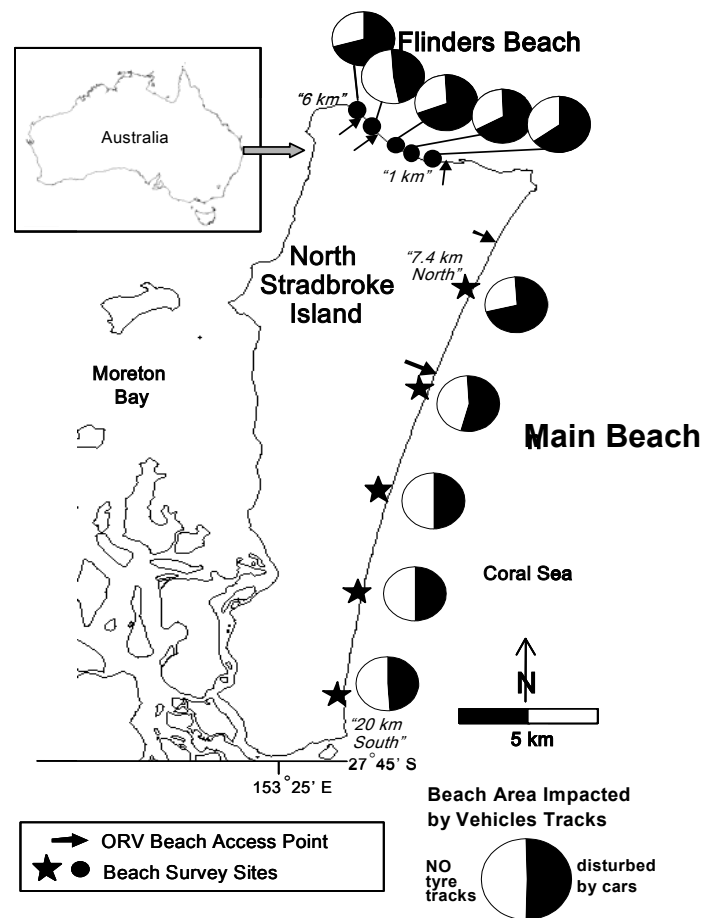 Flinders Beach
“6 km”
Australia
“1 km”
North
Stradbroke
Island
“7.4 km
North”
Moreton
Bay
Main Beach
N
Coral Sea
N
5 km
“20 km
South”
27°45' S
153°25' E
ORV Beach Access Point
Beach Survey Sites
Beach Area Impacted
by Vehicles Tracks
NO
tyre
tracks
disturbed
by cars